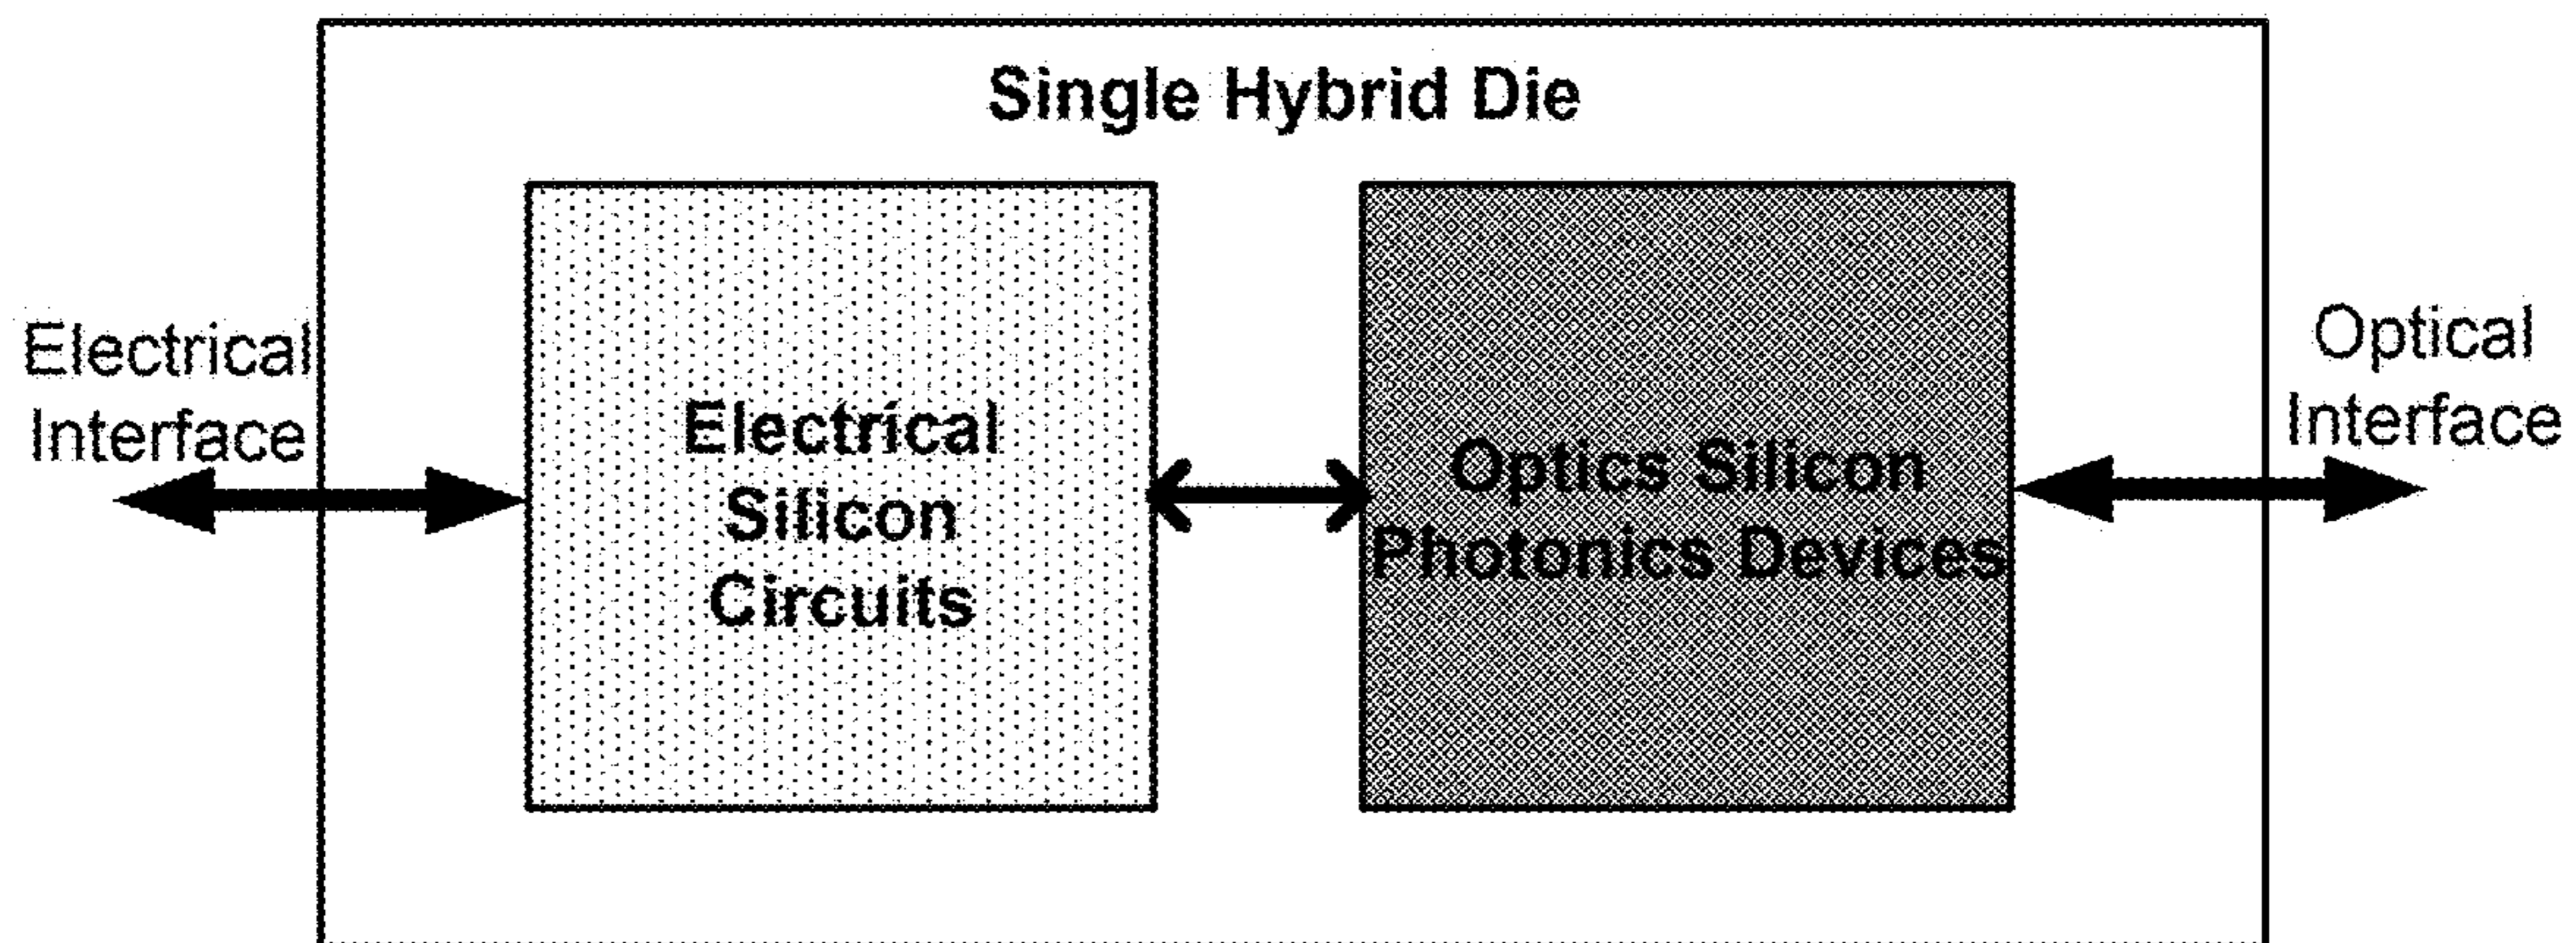 Single Hybrid Die
Electrical
Interface
Electrical
Silicon
Circuits
Optics Silicon
Photonics Devices
Optical
Interface